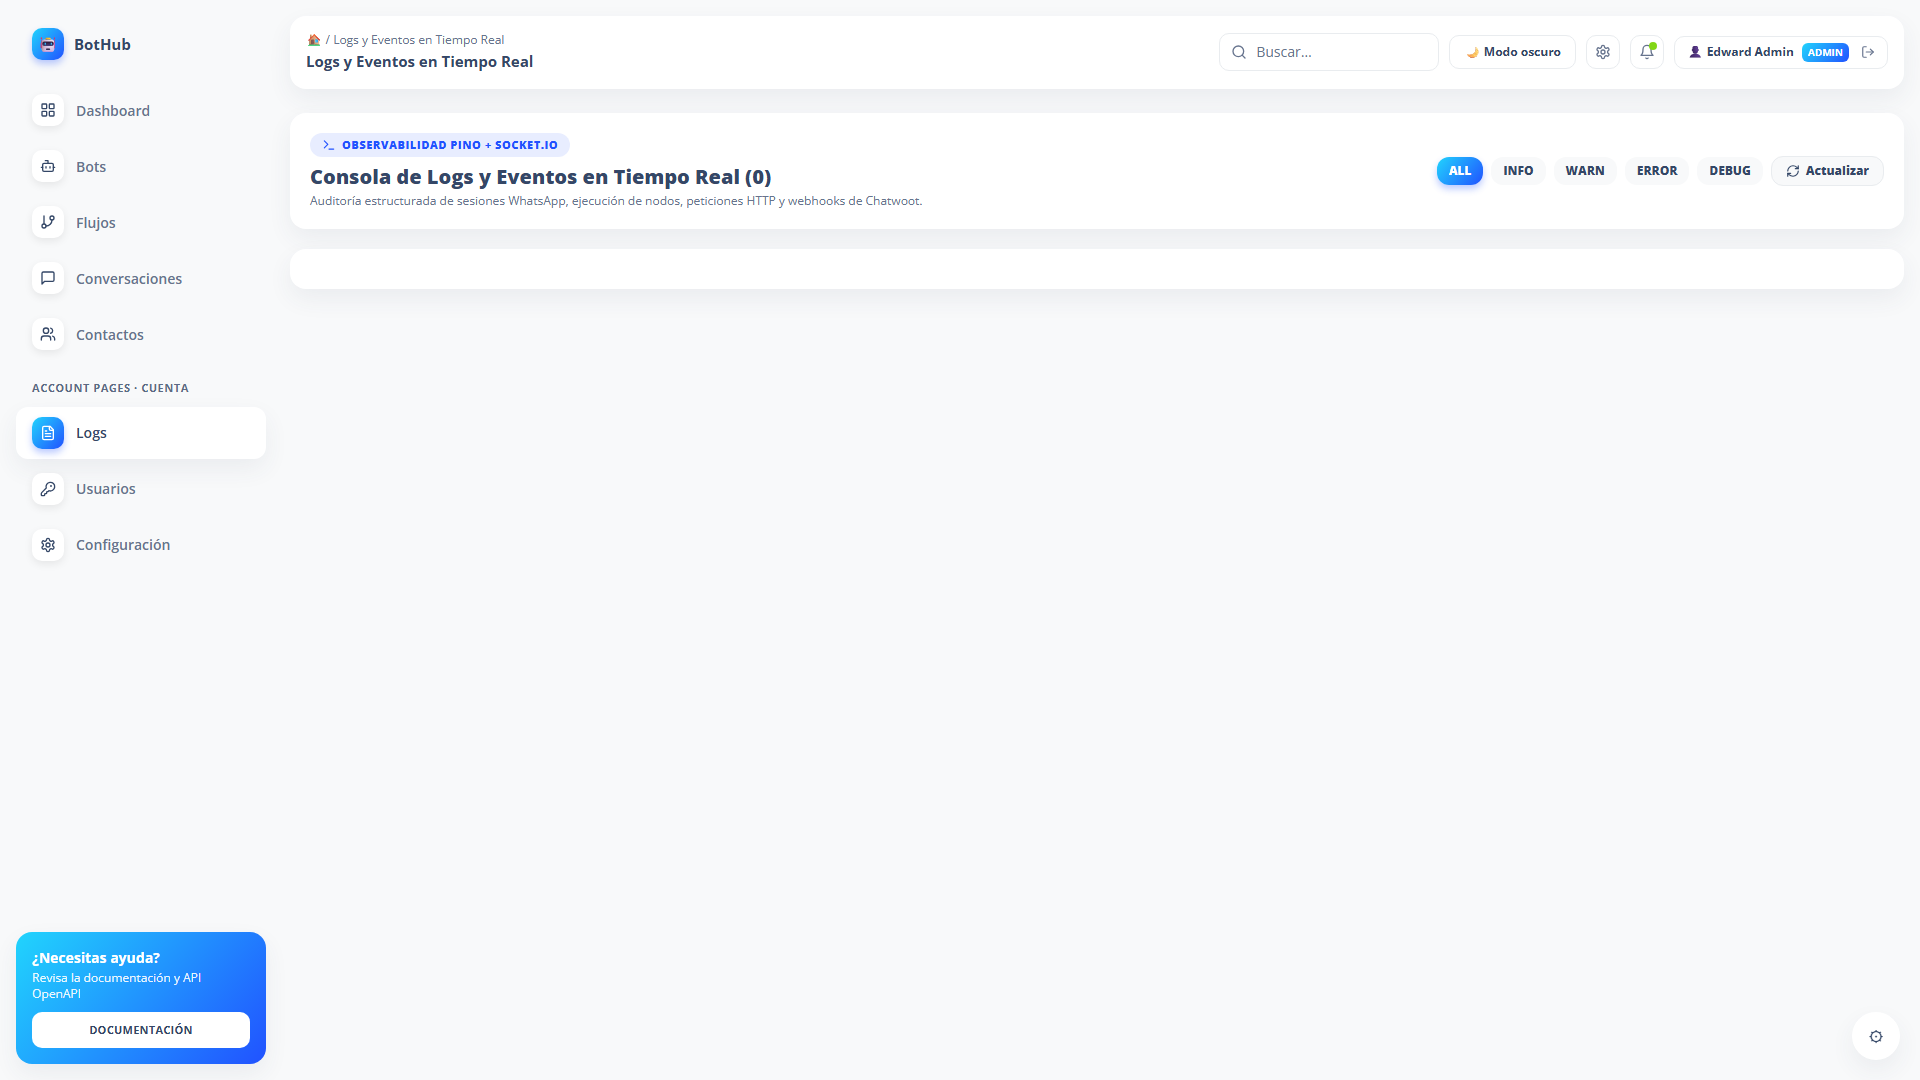 BotHub
Dashboard
Bots
Flujos
Conversaciones
Contactos
ACCOUNT PAGES · CUENTA
Logs
Usuarios
Configuración
¿Necesitas ayuda?
Revisa la documentación y API
OpenAPI
DOCUMENTACIÓN
/ Logs y Eventos en Tiempo Real
Logs y Eventos en Tiempo Real
Buscar...
Modo oscuro
Edward Admin ADMIN
OBSERVABILIDAD PINO + SOCKET.IO
Consola de Logs y Eventos en Tiempo Real (0)
Auditoría estructurada de sesiones WhatsApp, ejecución de nodos, peticiones HTTP y webhooks de Chatwoot.
ALL INFO WARN ERROR DEBUG Actualizar